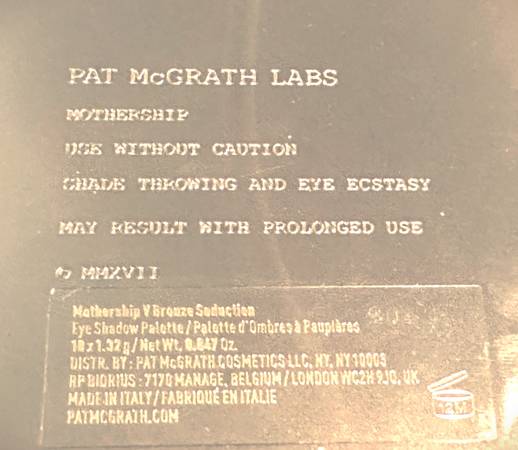 PAT McGRATH LABS
MOTHERSHIP
USE WITHOUT CAUTION
SHADE THROWING AND EYE ECSTASY
MAY RESULT WITH PROLONGED USE
© MMXVII
Mothership V Bronze Seduction
Eye Shadow Palette / Palette d'Ombres à Paupières
10 x 1.32 g / Net Wt. 0.047 Oz.
DISTR. BY : PAT McGRATH COSMETICS LLC, NY, NY 10009
RP BIORIUS : 7170 MANAGE, BELGIUM / LONDON WC2H 9JQ, UK
MADE IN ITALY / FABRIQUÉ EN ITALIE
PATMCGRATH.COM
12M